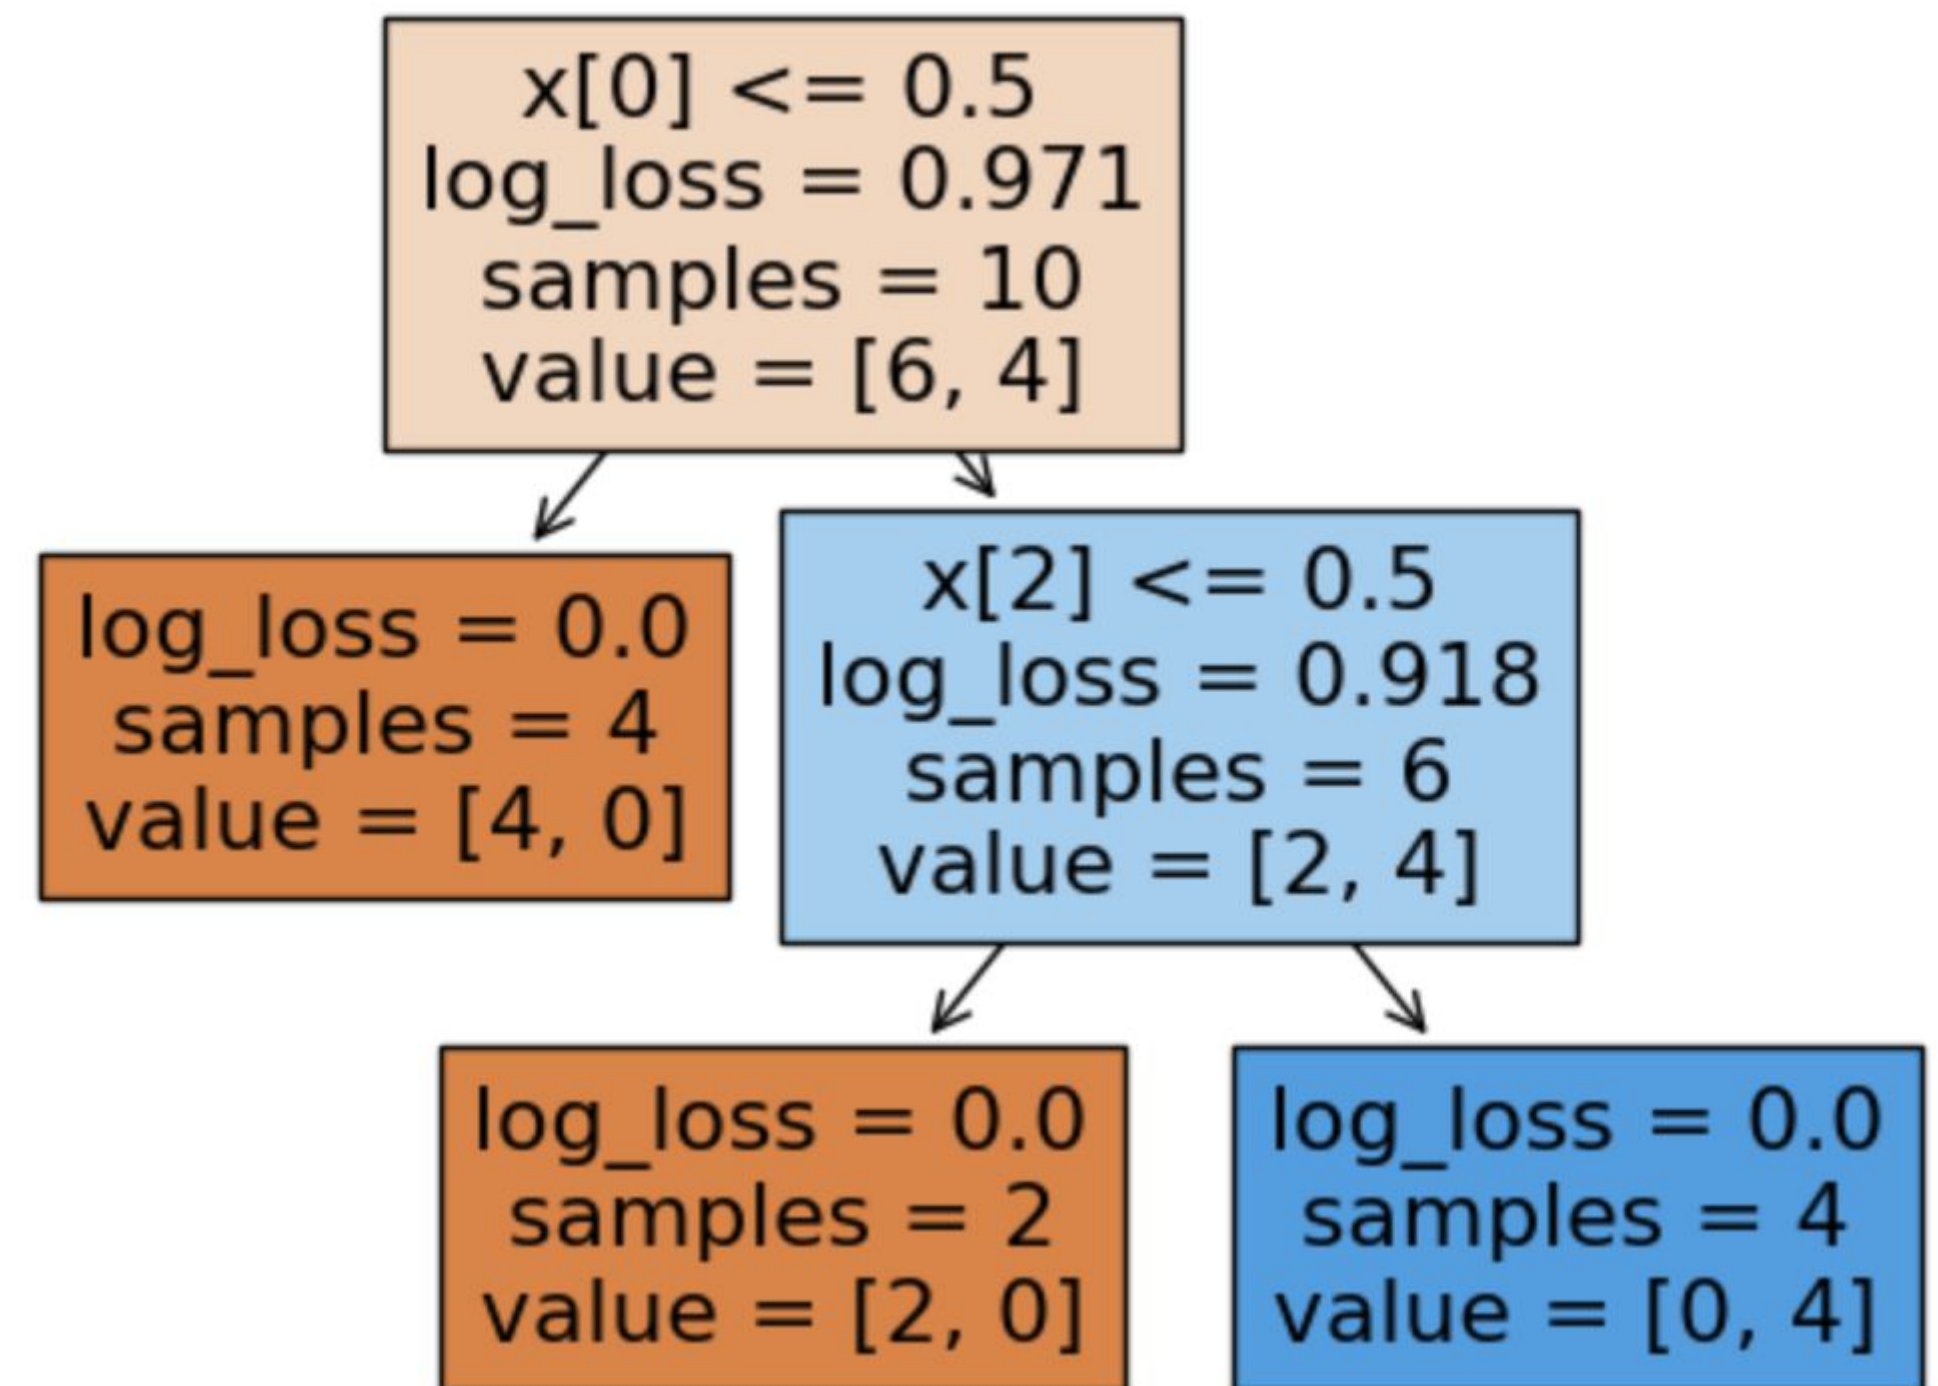 x[0] <= 0.5
log_loss = 0.971
samples = 10
value = [6, 4]
log_loss = 0.0
samples = 4
value = [4, 0]
x[2] <= 0.5
log_loss = 0.918
samples = 6
value = [2, 4]
log_loss = 0.0
samples = 2
value = [2, 0]
log_loss = 0.0
samples = 4
value = [0, 4]